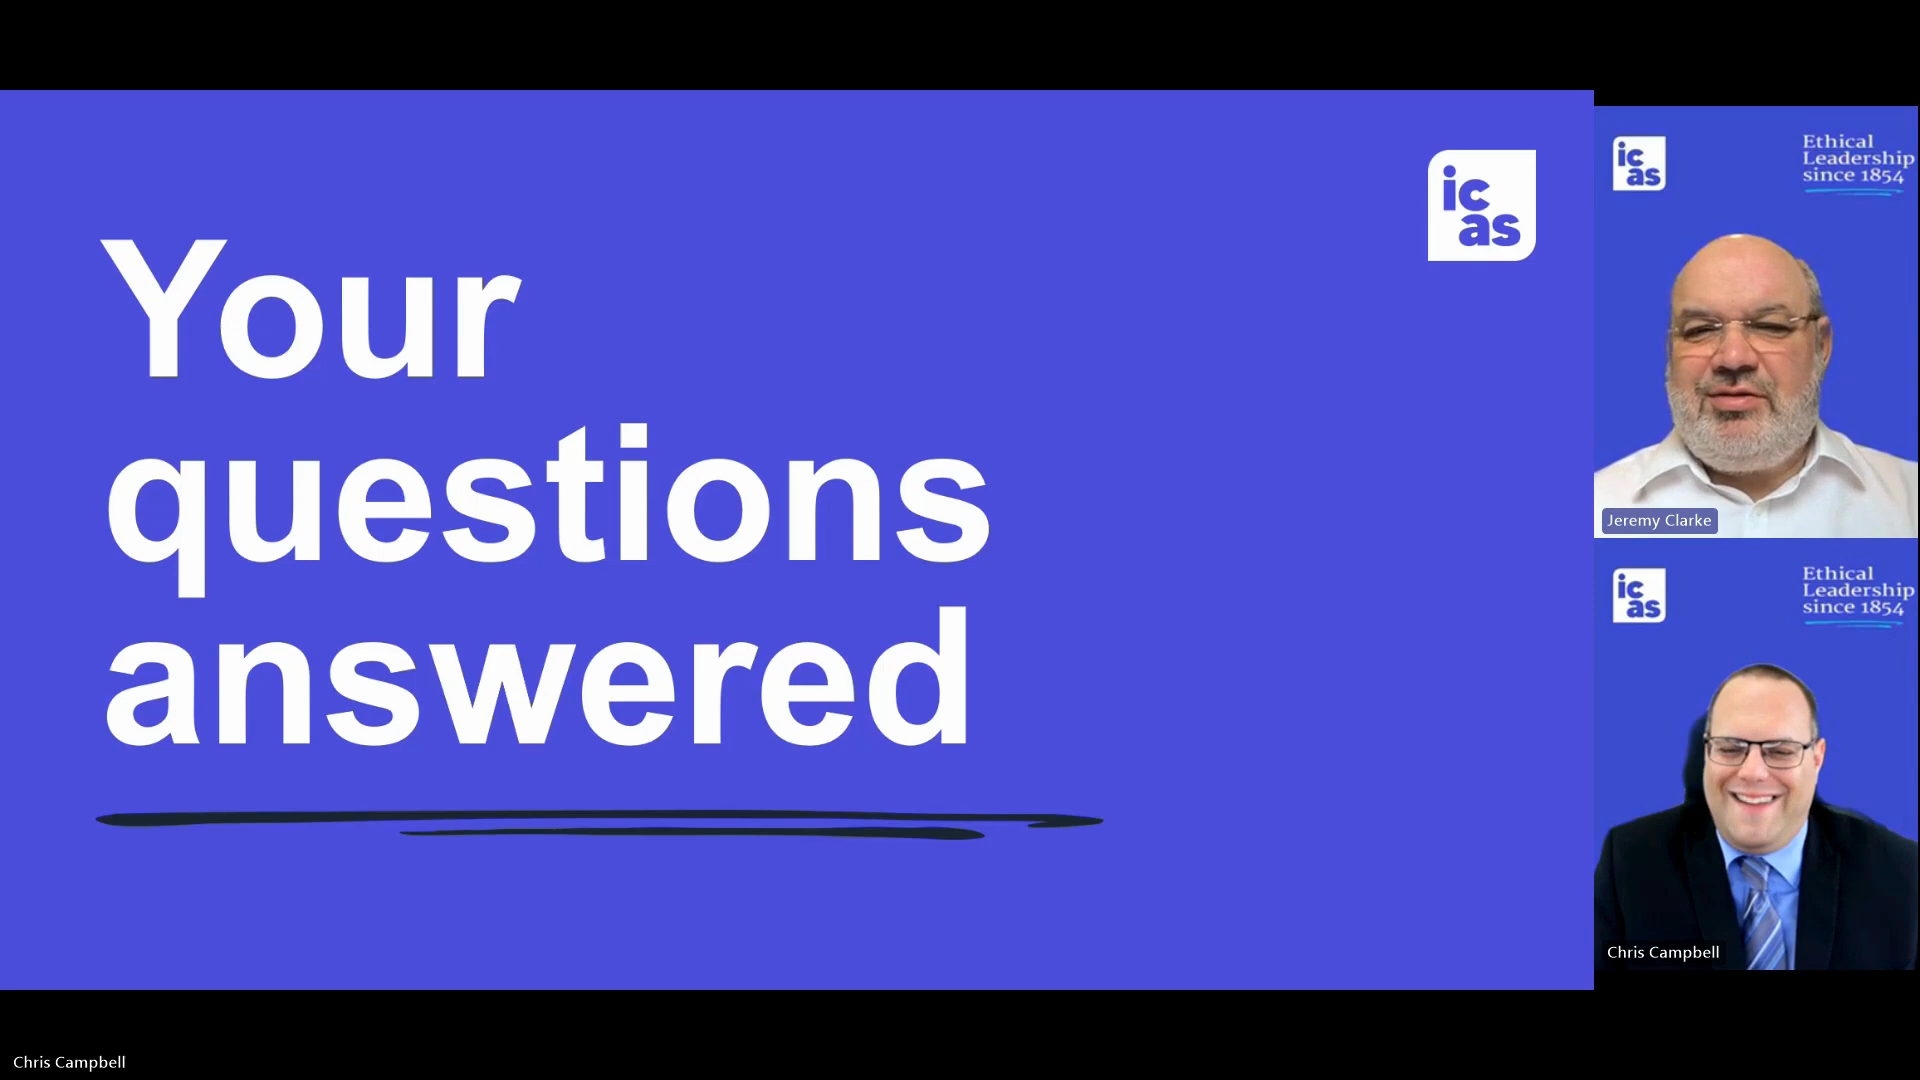 Your
questions
answered
ic
as
ic
as
Ethical
Leadership
since 1854
Jeremy Clarke
ic
as
Ethical
Leadership
since 1854
Chris Campbell
Chris Campbell